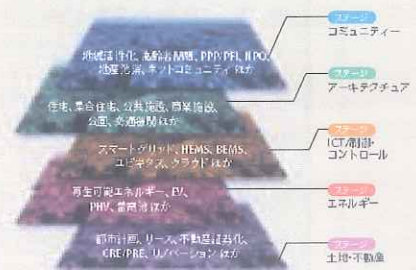 地域活性化、高齢者問題、PPP/PFI、NPO、
地産地消、ネットコミュニティほか
ステージ
コミュニティー
住宅、集合住宅、公共施設、商業施設、
公園、交通機関ほか
ステージ
アーキテクチュア
スマートグリッド、HEMS、BEMS、
ユビキタス、クラウドほか
ステージ
ICT/制御・
コントロール
再生可能エネルギー、EV、
PHV、蓄電池ほか
ステージ
エネルギー
都市計画、リース、不動産証券化、
CRE/PRE、リノベーションほか
ステージ
土地・不動産